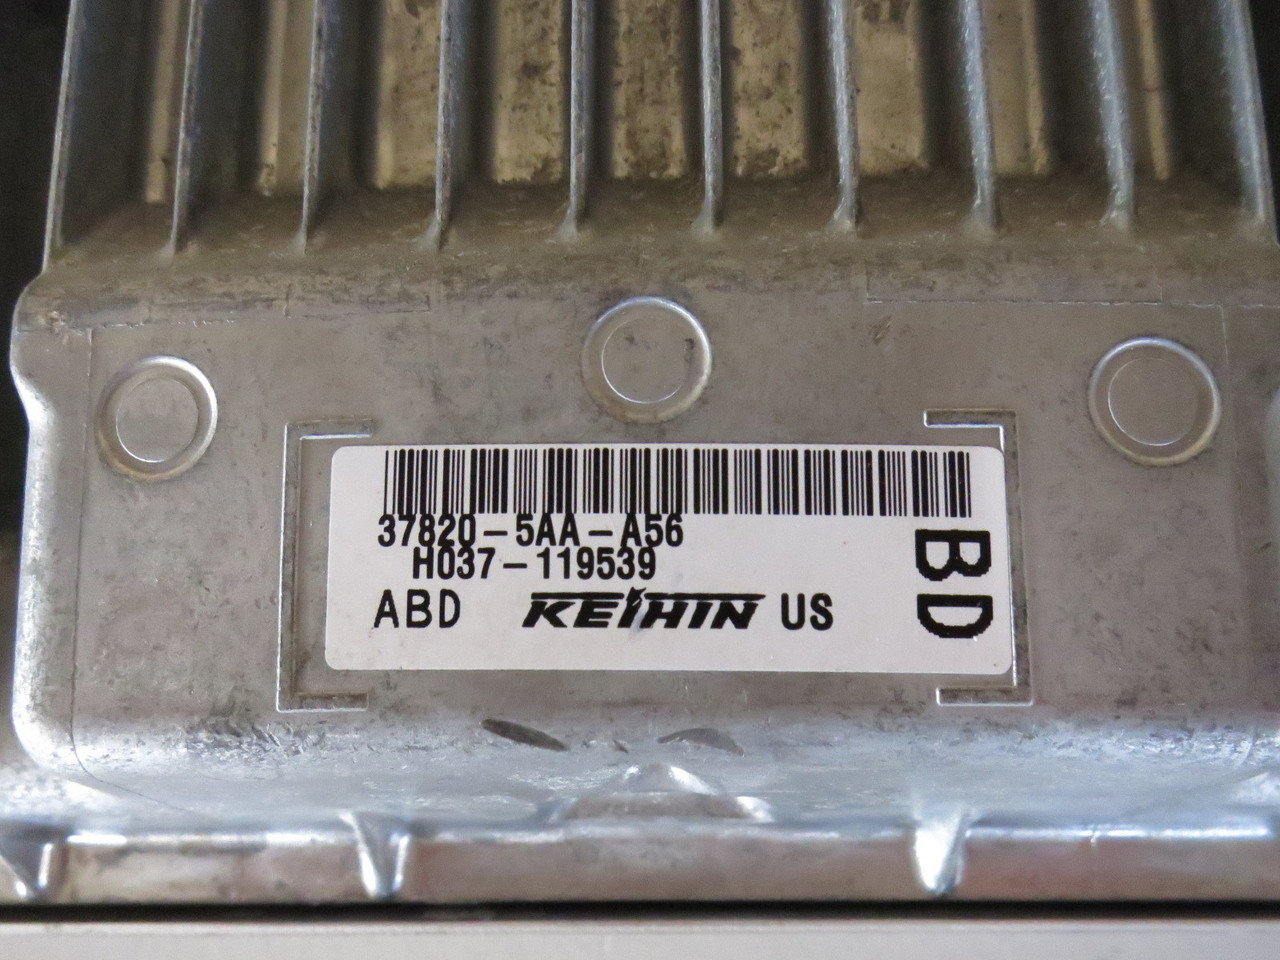 37820-5AA-A56
H037-119539
ABD KEIHIN US
BD